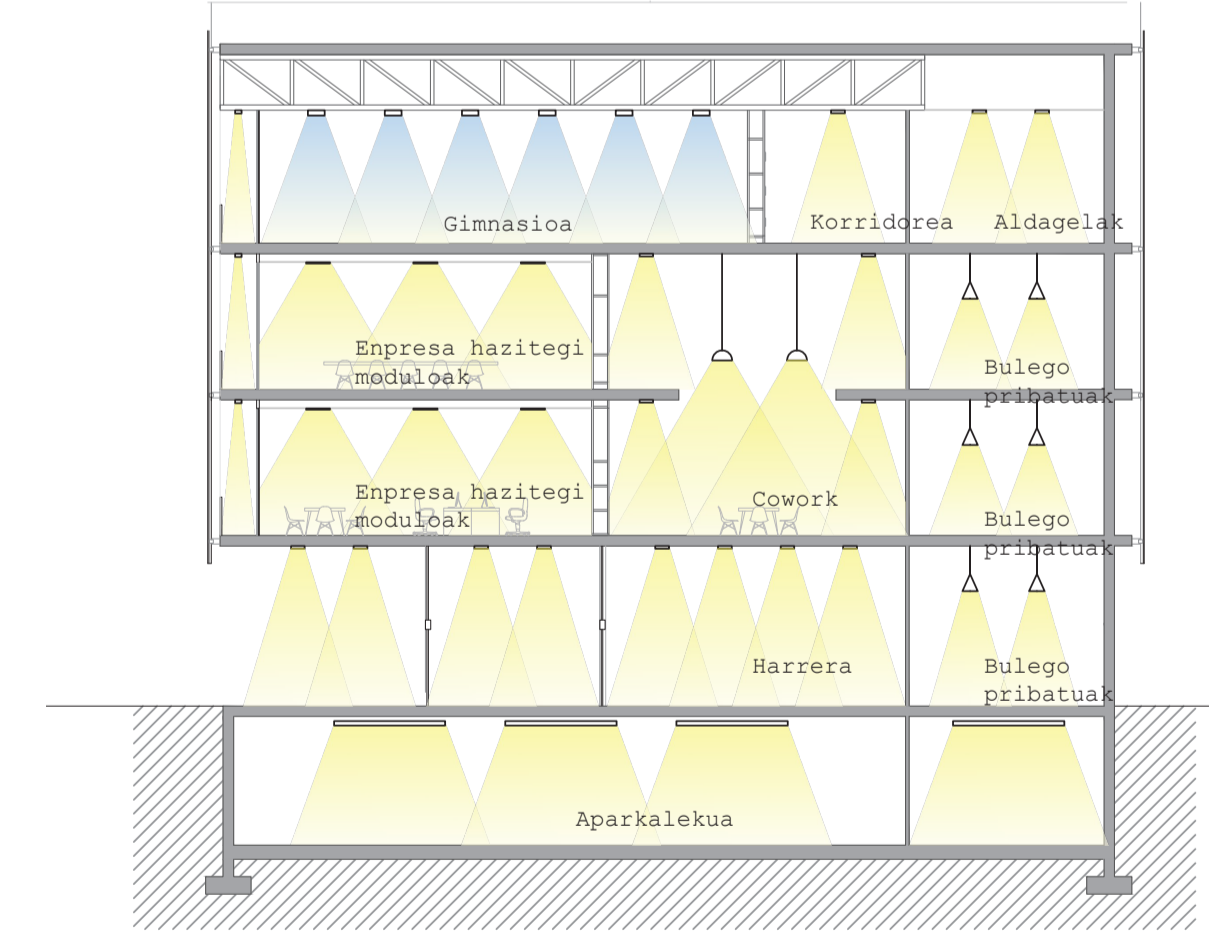 Gimnasioa
Korridorea
Aldagelak
Enpresa hazitegi
moduloak
Bulego
pribatuak
Enpresa hazitegi
moduloak
Cowork
Bulego
pribatuak
Harrera
Bulego
pribatuak
Aparkalekua